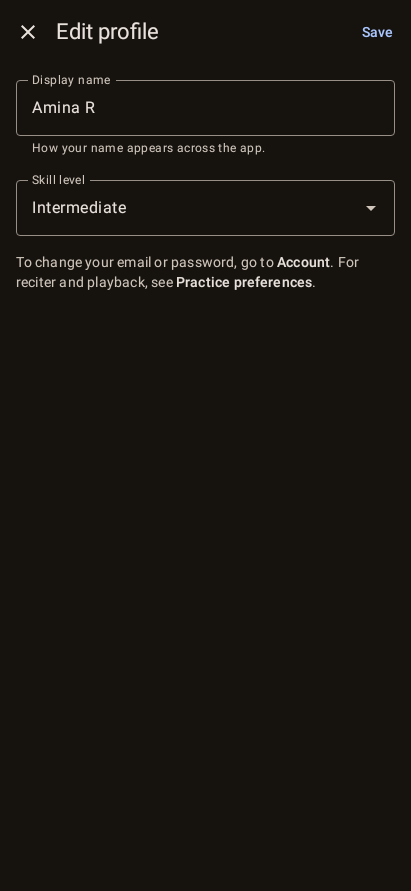 Edit profile
Save
Display name
Amina R
How your name appears across the app.
Skill level
Intermediate
To change your email or password, go to Account. For
reciter and playback, see Practice preferences.